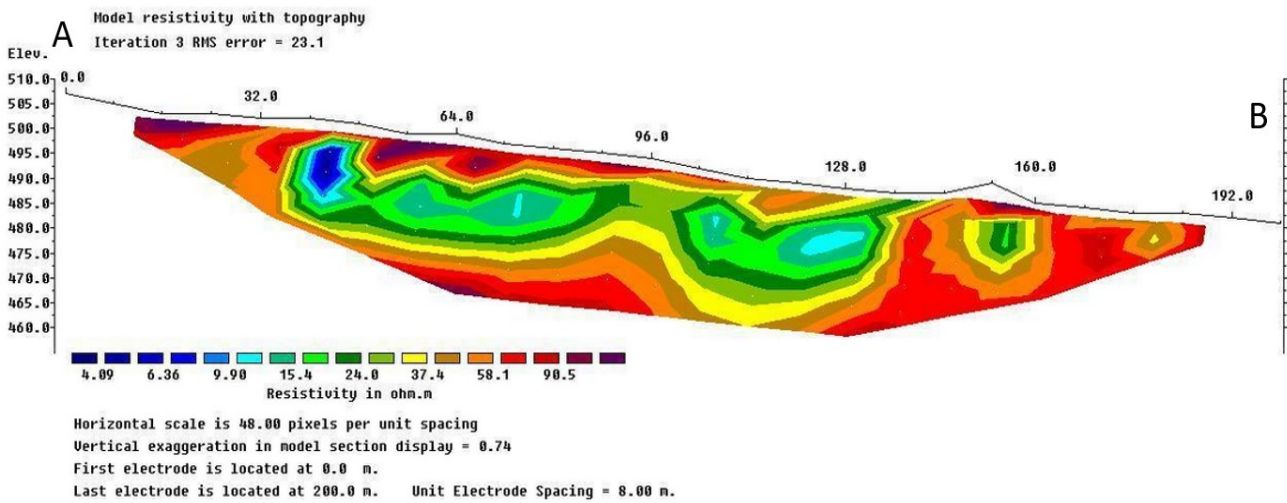 A
Model resistivity with topography
Iteration 3 RMS error = 23.1
Elev.
510.0 0.0
505.0
32.0
500.0
64.0
B
495.0
96.0
490.0
128.0
160.0
485.0
192.0
480.0
475.0
470.0
465.0
460.0
4.09 6.36 9.90 15.4 24.0 37.4 58.1 90.5
Resistivity in ohm.m
Horizontal scale is 48.00 pixels per unit spacing
Vertical exaggeration in model section display = 0.74
First electrode is located at 0.0 m.
Last electrode is located at 200.0 m. Unit Electrode Spacing = 8.00 m.